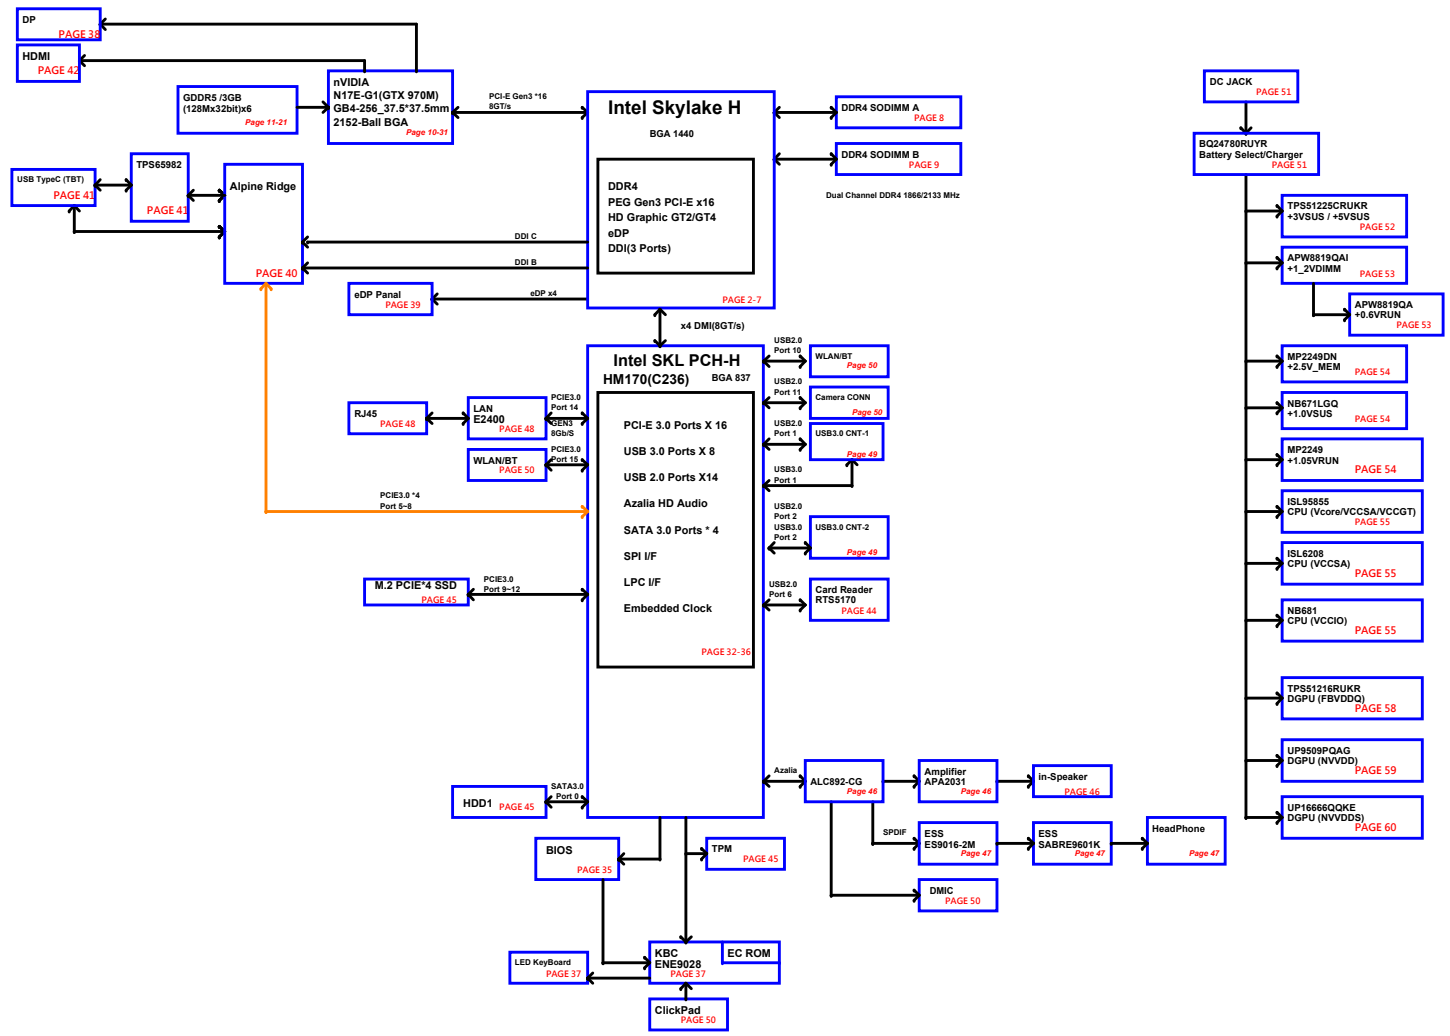 DP
PAGE 38
HDMI
PAGE 42
GDDR5 /3GB
(128Mx32bit)x6
Page 11-21
nVIDIA
N17E-G1(GTX 970M)
GB4-256_37.5*37.5mm
2152-Ball BGA
Page 10-31
PCI-E Gen3 *16
8GT/s
Intel Skylake H
BGA 1440
DDR4
PEG Gen3 PCI-E x16
HD Graphic GT2/GT4
eDP
DDI(3 Ports)
PAGE 2-7
DDR4 SODIMM A
PAGE 8
DDR4 SODIMM B
PAGE 9
Dual Channel DDR4 1866/2133 MHz
USB TypeC (TBT)
PAGE 41
TPS65982
PAGE 41
Alpine Ridge
PAGE 40
DDI C
DDI B
eDP Panal
PAGE 39
eDP x4
x4 DMI(8GT/s)
Intel SKL PCH-H
HM170(C236)
BGA 837
PCI-E 3.0 Ports X 16
USB 3.0 Ports X 8
USB 2.0 Ports X14
Azalia HD Audio
SATA 3.0 Ports * 4
SPI I/F
LPC I/F
Embedded Clock
PAGE 32-36
RJ45
PAGE 48
LAN
E2400
PAGE 48
PCIE3.0
Port 14
GEN3
8Gb/S
WLAN/BT
PAGE 50
PCIE3.0
Port 15
PCIE3.0 *4
Port 5~8
M.2 PCIE*4 SSD
PAGE 45
PCIE3.0
Port 9~12
HDD1
PAGE 45
SATA3.0
Port 0
USB2.0
Port 10
WLAN/BT
Page 50
USB2.0
Port 11
Camera CONN
Page 50
USB2.0
Port 1
USB3.0 CNT-1
Page 49
USB3.0
Port 1
USB2.0
Port 2
USB3.0
Port 2
USB3.0 CNT-2
Page 49
USB2.0
Port 6
Card Reader
RTS5170
PAGE 44
Azalia
ALC892-CG
Page 46
Amplifier
APA2031
Page 46
in-Speaker
PAGE 46
SPDIF
ESS
ES9016-2M
Page 47
ESS
SABRE9601K
Page 47
HeadPhone
Page 47
DMIC
PAGE 50
BIOS
PAGE 35
TPM
PAGE 45
LED KeyBoard
PAGE 37
KBC
ENE9028
PAGE 37
EC ROM
ClickPad
PAGE 50
DC JACK
PAGE 51
BQ24780RUYR
Battery Select/Charger
PAGE 51
TPS51225CRUKR
+3VSUS / +5VSUS
PAGE 52
APW8819QAI
+1_2VDIMM
PAGE 53
APW8819QA
+0.6VRUN
PAGE 53
MP2249DN
+2.5V_MEM
PAGE 54
NB671LGQ
+1.0VSUS
PAGE 54
MP2249
+1.05VRUN
PAGE 54
ISL95855
CPU (Vcore/VCCSA/VCCGT)
PAGE 55
ISL6208
CPU (VCCSA)
PAGE 55
NB681
CPU (VCCIO)
PAGE 55
TPS51216RUKR
DGPU (FBVDDQ)
PAGE 58
UP9509PQAG
DGPU (NVVDD)
PAGE 59
UP16666QQKE
DGPU (NVVDDS)
PAGE 60